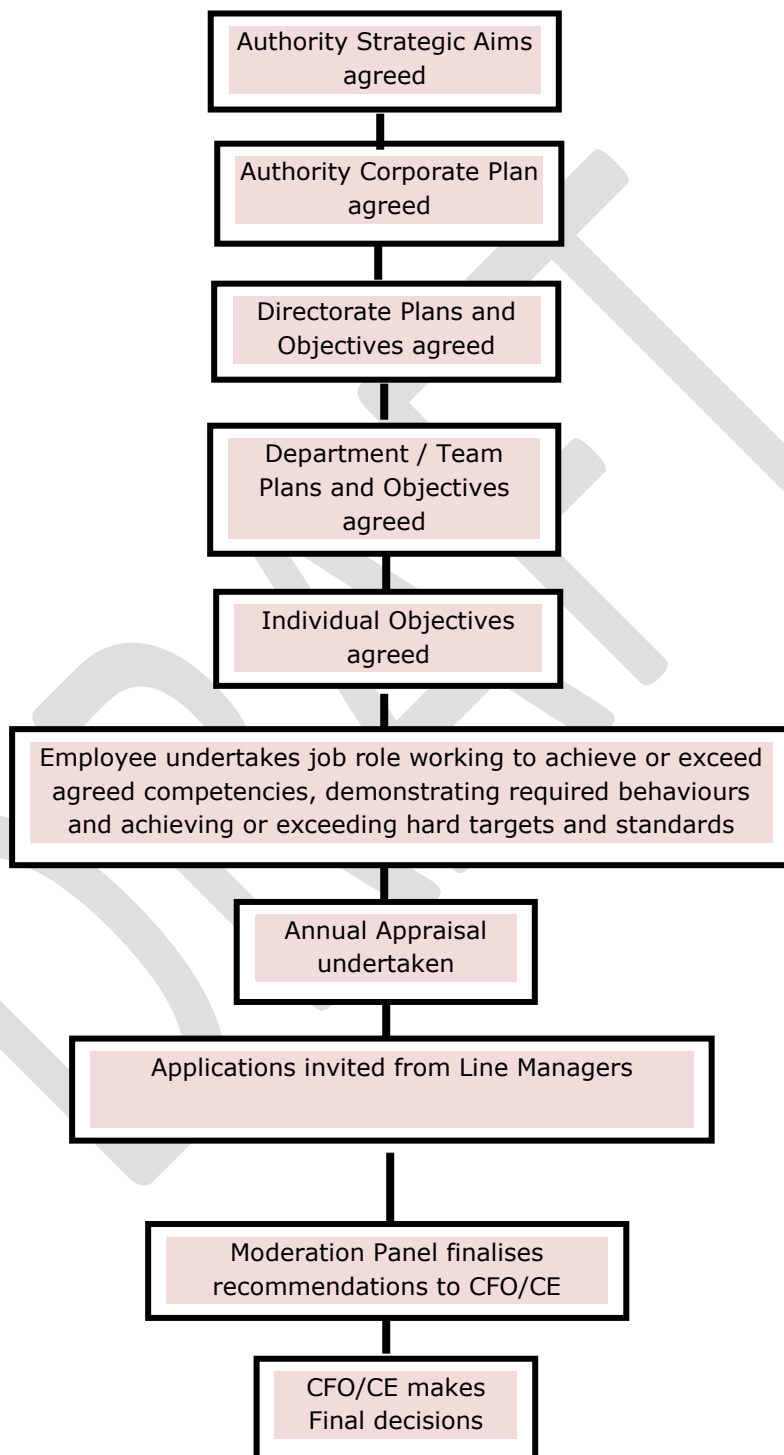 Authority Strategic Aims
agreed
Authority Corporate Plan
agreed
Directorate Plans and
Objectives agreed
Department / Team
Plans and Objectives
agreed
Individual Objectives
agreed
Employee undertakes job role working to achieve or exceed
agreed competencies, demonstrating required behaviours
and achieving or exceeding hard targets and standards
Annual Appraisal
undertaken
Applications invited from Line Managers
Moderation Panel finalises
recommendations to CFO/CE
CFO/CE makes
Final decisions
DRAFT